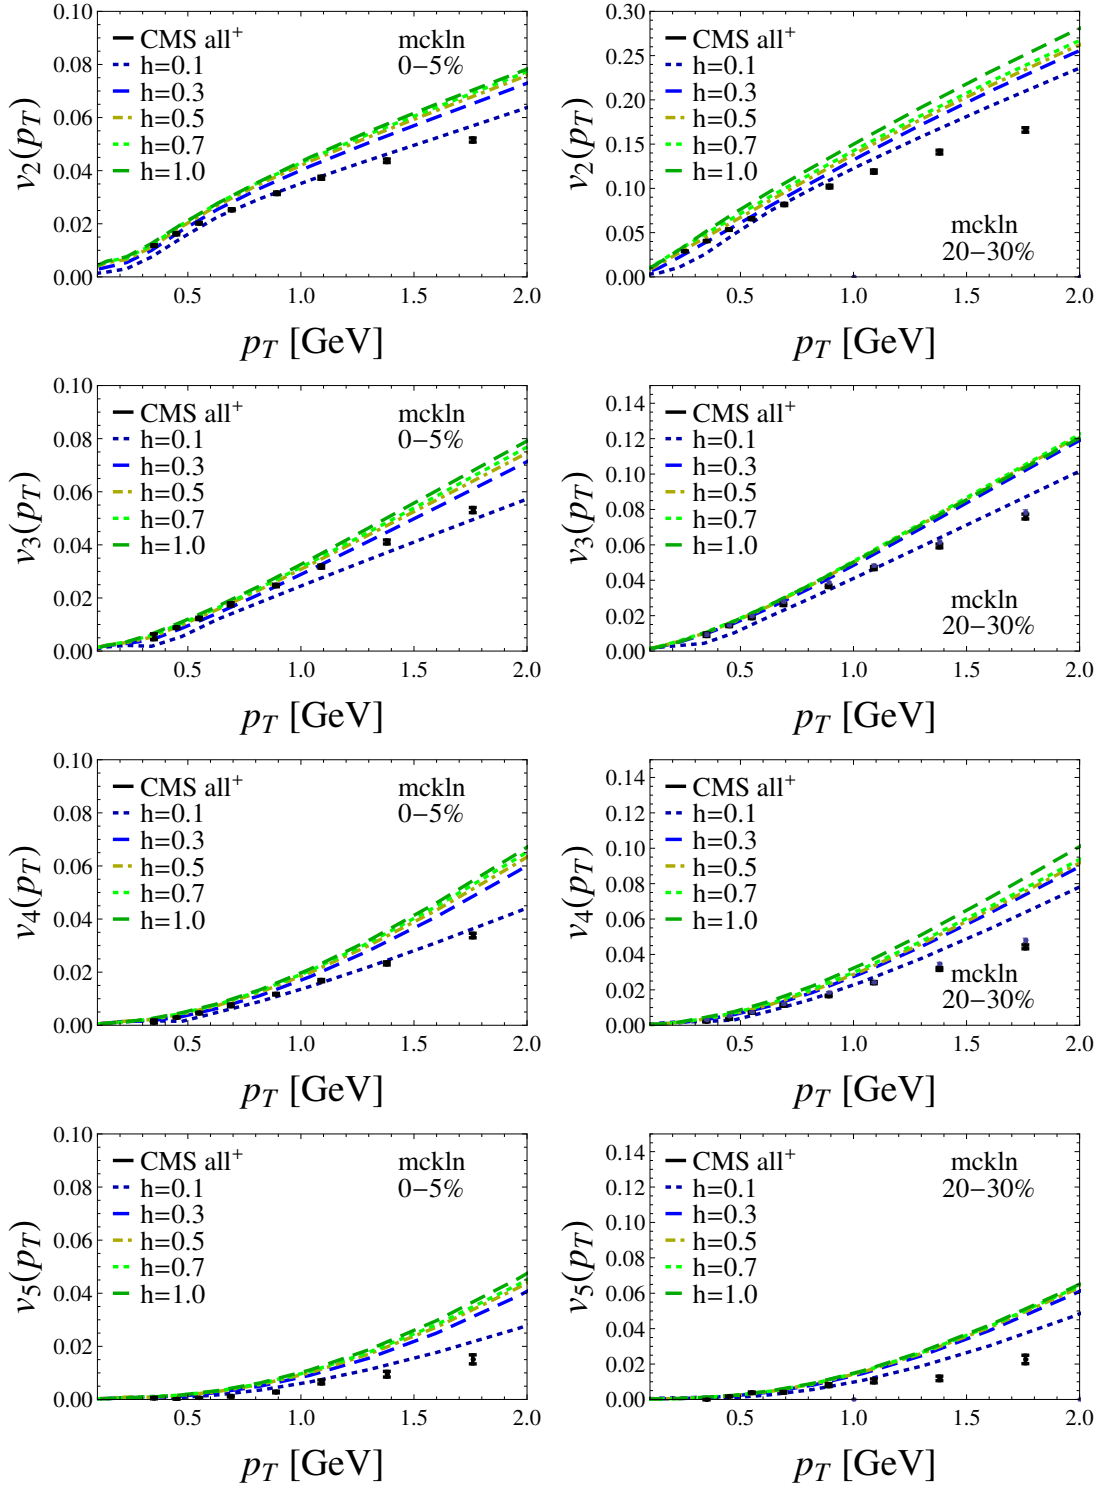 0.10
0.08
0.06
0.04
0.02
0.00
v2(pT)
CMS all+
h=0.1
h=0.3
h=0.5
h=0.7
h=1.0
mckln
0−5%
0.5
1.0
1.5
2.0
pT [GeV]
0.30
0.25
0.20
0.15
0.10
0.05
0.00
v2(pT)
CMS all+
h=0.1
h=0.3
h=0.5
h=0.7
h=1.0
mckln
20−30%
0.5
1.0
1.5
2.0
pT [GeV]
0.10
0.08
0.06
0.04
0.02
0.00
v3(pT)
CMS all+
h=0.1
h=0.3
h=0.5
h=0.7
h=1.0
mckln
0−5%
0.5
1.0
1.5
2.0
pT [GeV]
0.14
0.12
0.10
0.08
0.06
0.04
0.02
0.00
v3(pT)
CMS all+
h=0.1
h=0.3
h=0.5
h=0.7
h=1.0
mckln
20−30%
0.5
1.0
1.5
2.0
pT [GeV]
0.10
0.08
0.06
0.04
0.02
0.00
v4(pT)
CMS all+
h=0.1
h=0.3
h=0.5
h=0.7
h=1.0
mckln
0−5%
0.5
1.0
1.5
2.0
pT [GeV]
0.14
0.12
0.10
0.08
0.06
0.04
0.02
0.00
v4(pT)
CMS all+
h=0.1
h=0.3
h=0.5
h=0.7
h=1.0
mckln
20−30%
0.5
1.0
1.5
2.0
pT [GeV]
0.10
0.08
0.06
0.04
0.02
0.00
v5(pT)
CMS all+
h=0.1
h=0.3
h=0.5
h=0.7
h=1.0
mckln
0−5%
0.5
1.0
1.5
2.0
pT [GeV]
0.14
0.12
0.10
0.08
0.06
0.04
0.02
0.00
v5(pT)
CMS all+
h=0.1
h=0.3
h=0.5
h=0.7
h=1.0
mckln
20−30%
0.5
1.0
1.5
2.0
pT [GeV]